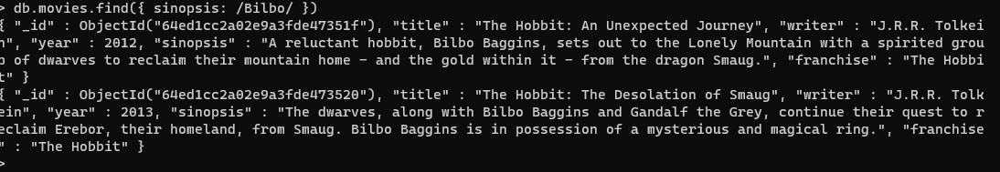 > db.movies.find({ sinopsis: /Bilbo/ })
{ "_id" : ObjectId("64ed1cc2a02e9a3fde47351f"), "title" : "The Hobbit: An Unexpected Journey", "writer" : "J.R.R. Tolkei
n", "year" : 2012, "sinopsis" : "A reluctant hobbit, Bilbo Baggins, sets out to the Lonely Mountain with a spirited grou
p of dwarves to reclaim their mountain home - and the gold within it - from the dragon Smaug.", "franchise" : "The Hobbi
t" }
{ "_id" : ObjectId("64ed1cc2a02e9a3fde473520"), "title" : "The Hobbit: The Desolation of Smaug", "writer" : "J.R.R. Tolk
ein", "year" : 2013, "sinopsis" : "The dwarves, along with Bilbo Baggins and Gandalf the Grey, continue their quest to r
eclaim Erebor, their homeland, from Smaug. Bilbo Baggins is in possession of a mysterious and magical ring.", "franchise
" : "The Hobbit" }
>